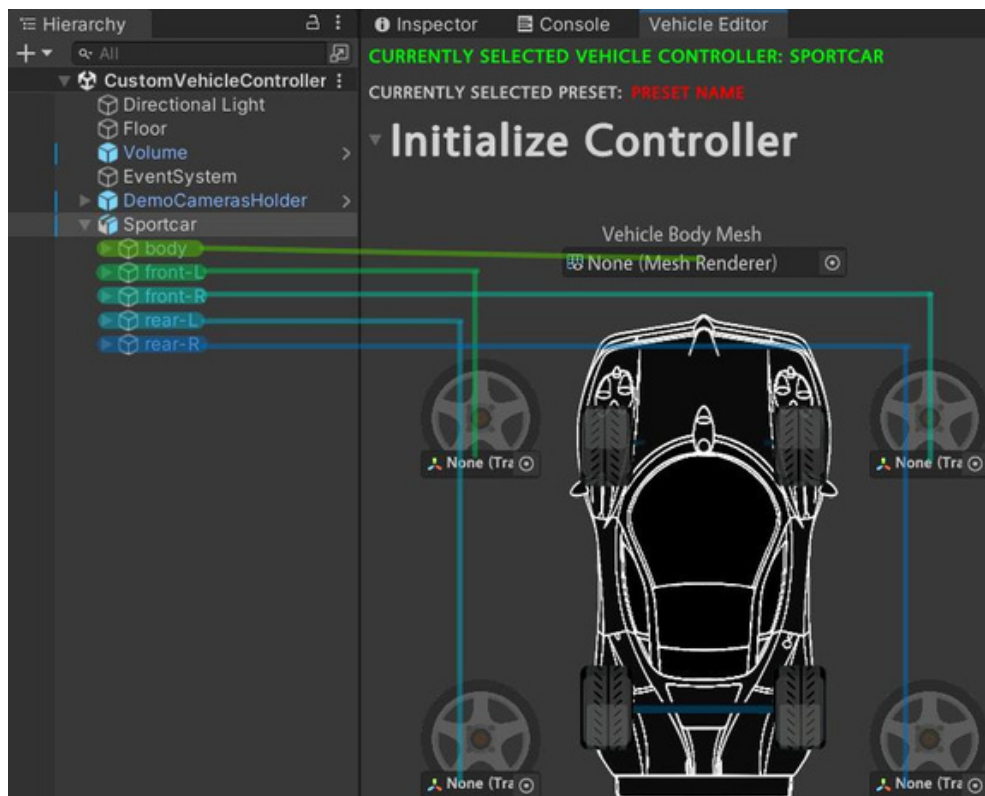 Hierarchy
All
CustomVehicleController
Directional Light
Floor
Volume
EventSystem
DemoCamerasHolder
Sportcar
body
front-L
front-R
rear-L
rear-R
Inspector Console Vehicle Editor
CURRENTLY SELECTED VEHICLE CONTROLLER: SPORTCAR
CURRENTLY SELECTED PRESET: PRESET NAME
Initialize Controller
Vehicle Body Mesh
None (Mesh Renderer)
None (Tra
None (Tra
None (Tra
None (Tra